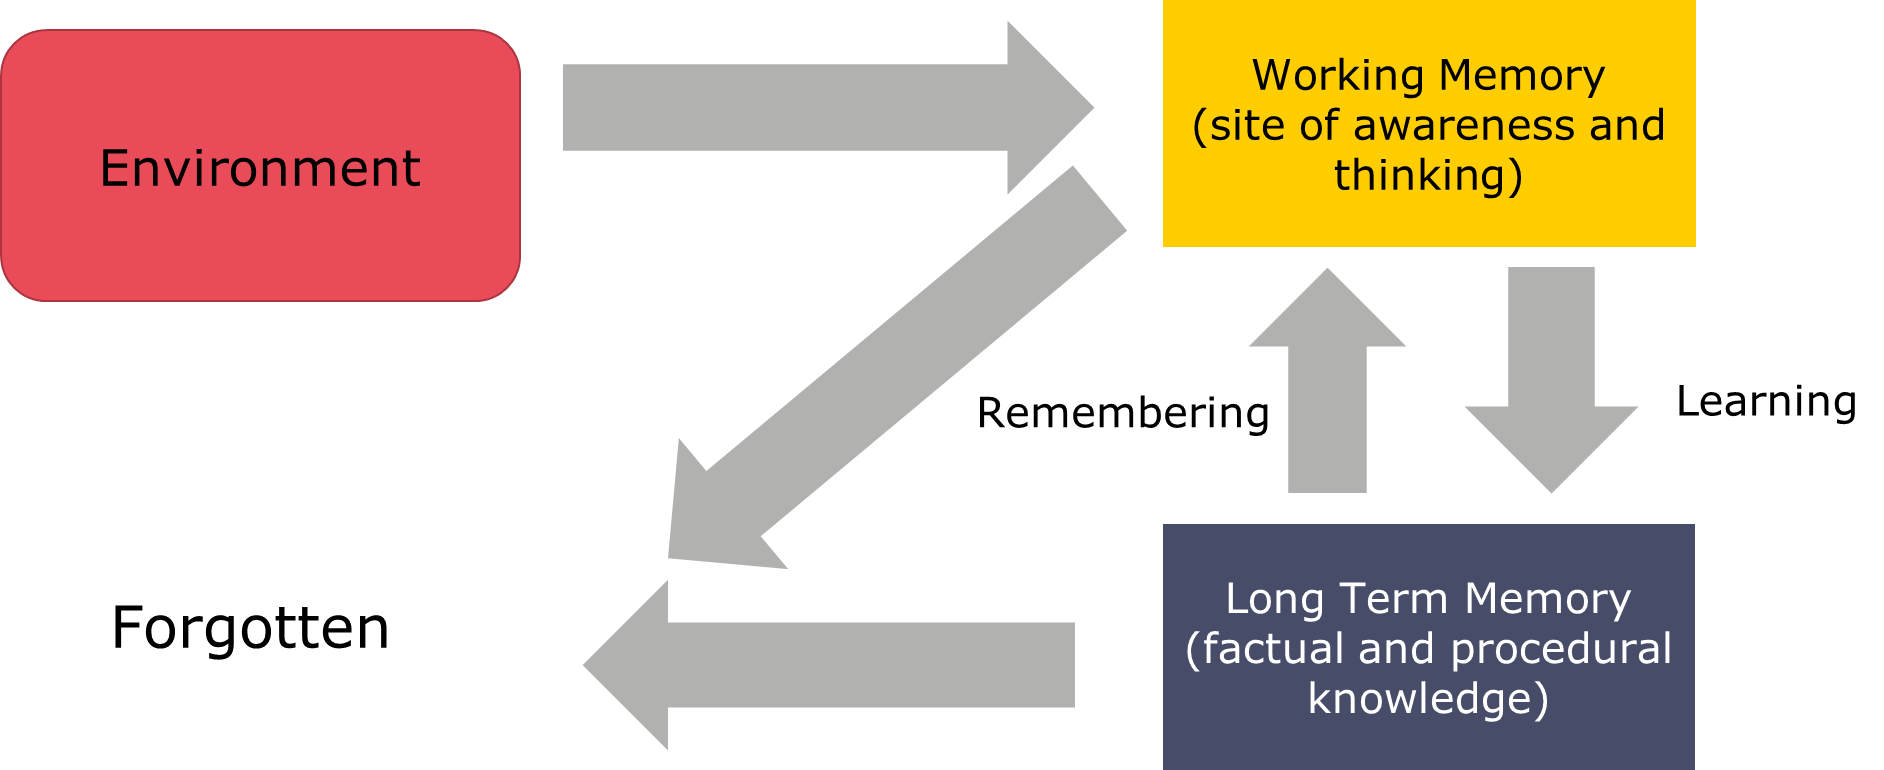 Environment
Working Memory
(site of awareness and
thinking)
Remembering
Learning
Forgotten
Long Term Memory
(factual and procedural
knowledge)